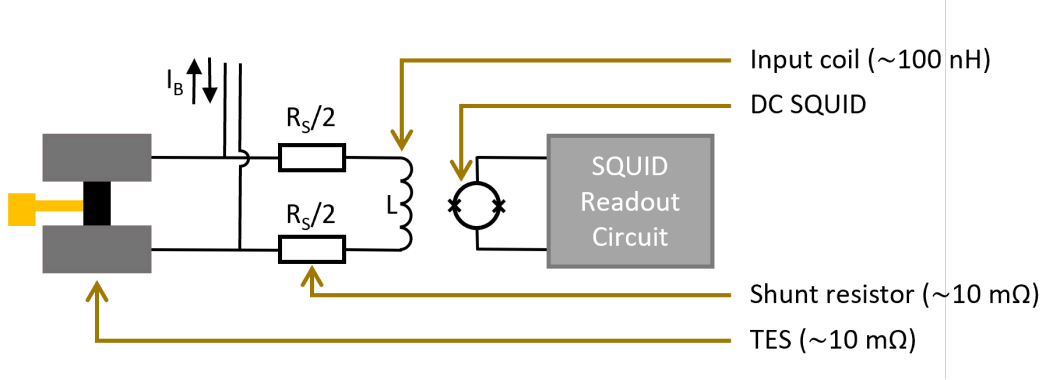 Input coil (~100 nH)
I_B
DC SQUID
R_S/2
SQUID
Readout
Circuit
L
R_S/2
Shunt resistor (~10 mΩ)
TES (~10 mΩ)